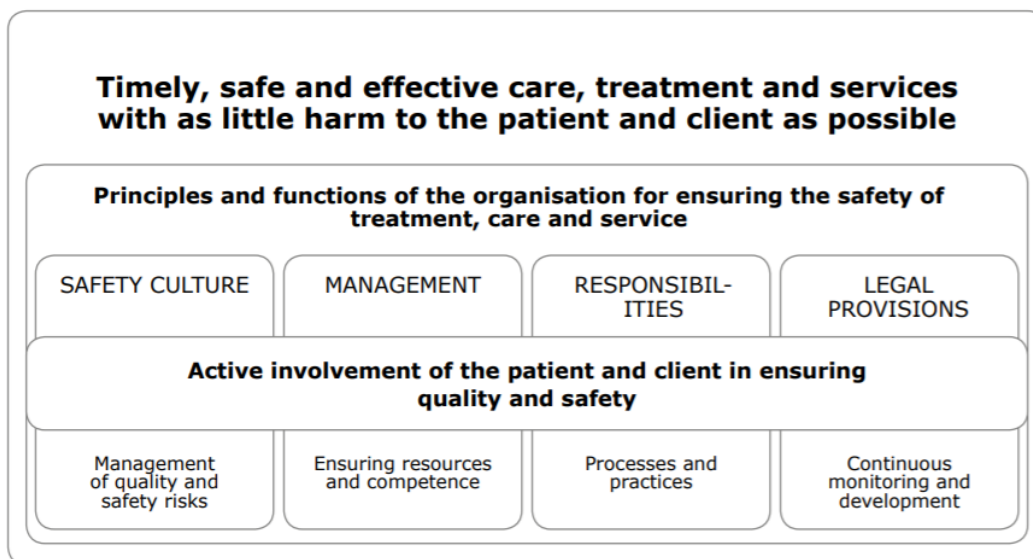 Timely, safe and effective care, treatment and services
with as little harm to the patient and client as possible
Principles and functions of the organisation for ensuring the safety of
treatment, care and service
SAFETY CULTURE
MANAGEMENT
RESPONSIBIL-
ITIES
LEGAL
PROVISIONS
Active involvement of the patient and client in ensuring
quality and safety
Management
of quality and
safety risks
Ensuring resources
and competence
Processes and
practices
Continuous
monitoring and
development